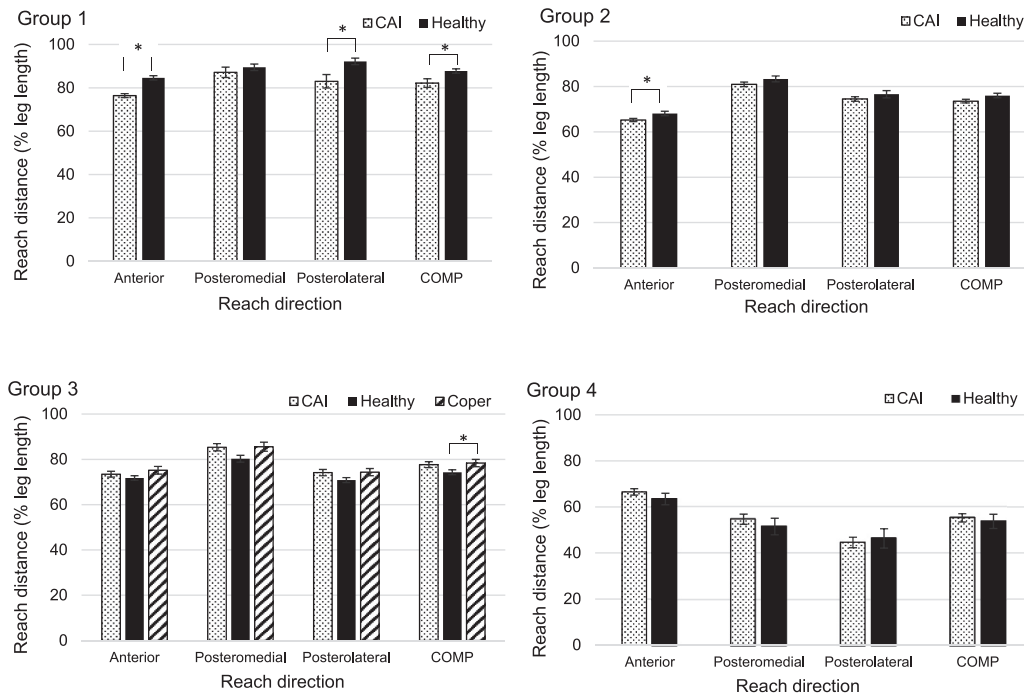 Group 1
CAI Healthy
Reach distance (% leg length)
100
80
60
40
20
0
* * *
Anterior Posteromedial Posterolateral COMP
Reach direction
Group 2
CAI Healthy
Reach distance (% leg length)
100
80
60
40
20
0
*
Anterior Posteromedial Posterolateral COMP
Reach direction
Group 3
CAI Healthy Coper
Reach distance (% leg length)
100
80
60
40
20
0
*
Anterior Posteromedial Posterolateral COMP
Reach direction
Group 4
CAI Healthy
Reach distance (% leg length)
100
80
60
40
20
0
Anterior Posteromedial Posterolateral COMP
Reach direction